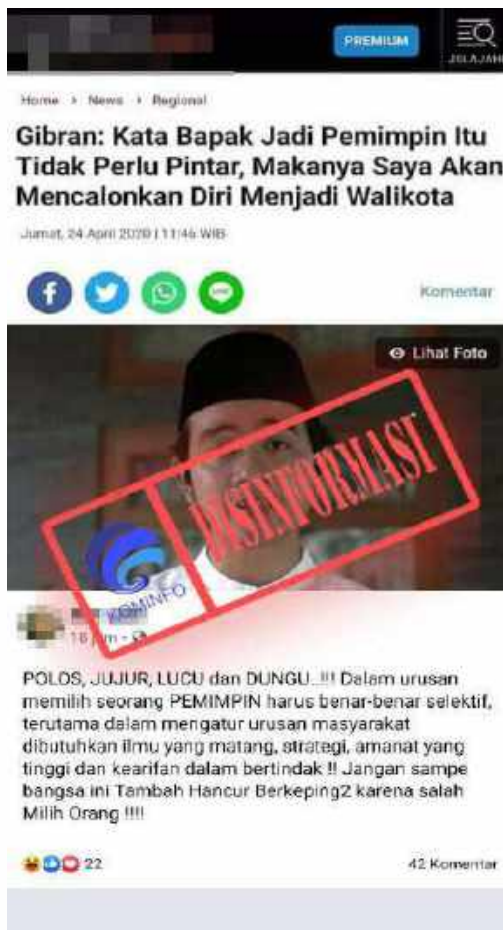 PREMIUM
JELAJAHI
Home > News > Regional
Gibran: Kata Bapak Jadi Pemimpin Itu
Tidak Perlu Pintar, Makanya Saya Akan
Mencalonkan Diri Menjadi Walikota
Jumat, 24 April 2020 | 11:46 WIB
Komentar
Lihat Foto
DISINFORMASI
KOMINFO
POLOS, JUJUR, LUCU dan DUNGU..!!! Dalam urusan
memilih seorang PEMIMPIN harus benar-benar selektif,
terutama dalam mengatur urusan masyarakat
dibutuhkan ilmu yang matang, strategi, amanat yang
tinggi dan kearifan dalam bertindak !! Jangan sampe
bangsa ini Tambah Hancur Berkeping2 karena salah
Milih Orang !!!!
22
42 Komentar